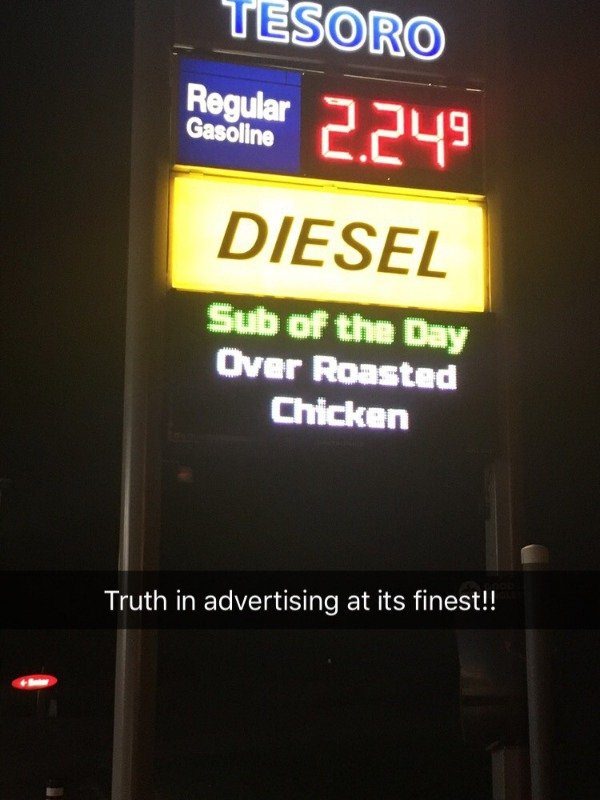 TESORO
Regular
Gasoline
2.249
DIESEL
Sub of the Day
Over Roasted
Chicken
Truth in advertising at its finest!!